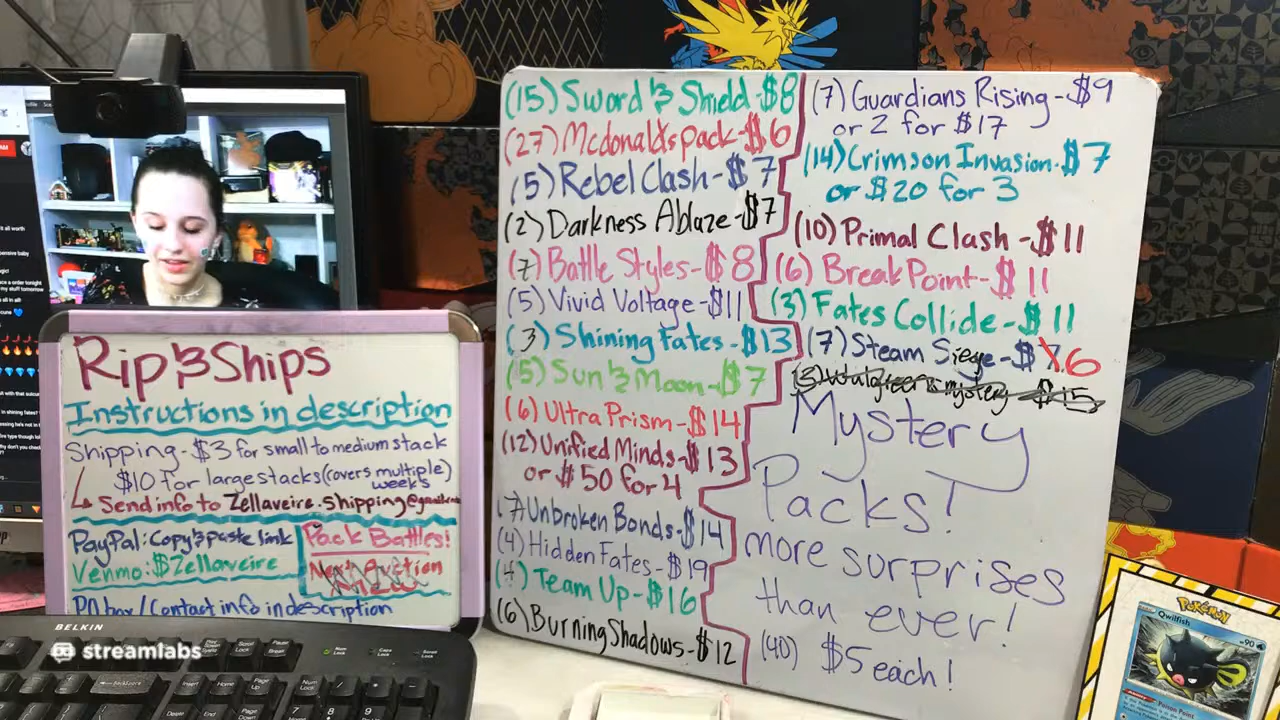 Rip & Ships
Instructions in description
Shipping - $3 for small to medium stack
$10 for large stacks (covers multiple weeks)
Send info to Zellaveire.shipping@
PayPal: Copy & paste link
Venmo: $Zellaveire
Pack Battles!
PO box / Contact info in description
BELKIN
streamlabs
(15) Sword & Shield - $8
(27) Mcdonalds pack - $6
(5) Rebel Clash - $7
(2) Darkness Ablaze - $7
(7) Battle Styles - $8
(5) Vivid Voltage - $11
(3) Shining Fates - $13
(5) Sun & Moon - $7
(6) Ultra Prism - $14
(12) Unified Minds - $13
or $50 for 4
(7) Unbroken Bonds - $14
(4) Hidden Fates - $19
(4) Team Up - $16
(6) Burning Shadows - $12
(7) Guardians Rising - $9
or 2 for $17
(14) Crimson Invasion - $7
or $20 for 3
(10) Primal Clash - $11
(6) Break Point - $11
(3) Fates Collide - $11
(7) Steam Siege - $7 6
(3) Walgreens mystery $15
Mystery
Packs!
more surprises
than ever!
(40) $5 each!
Pokémon
Qwilfish
90